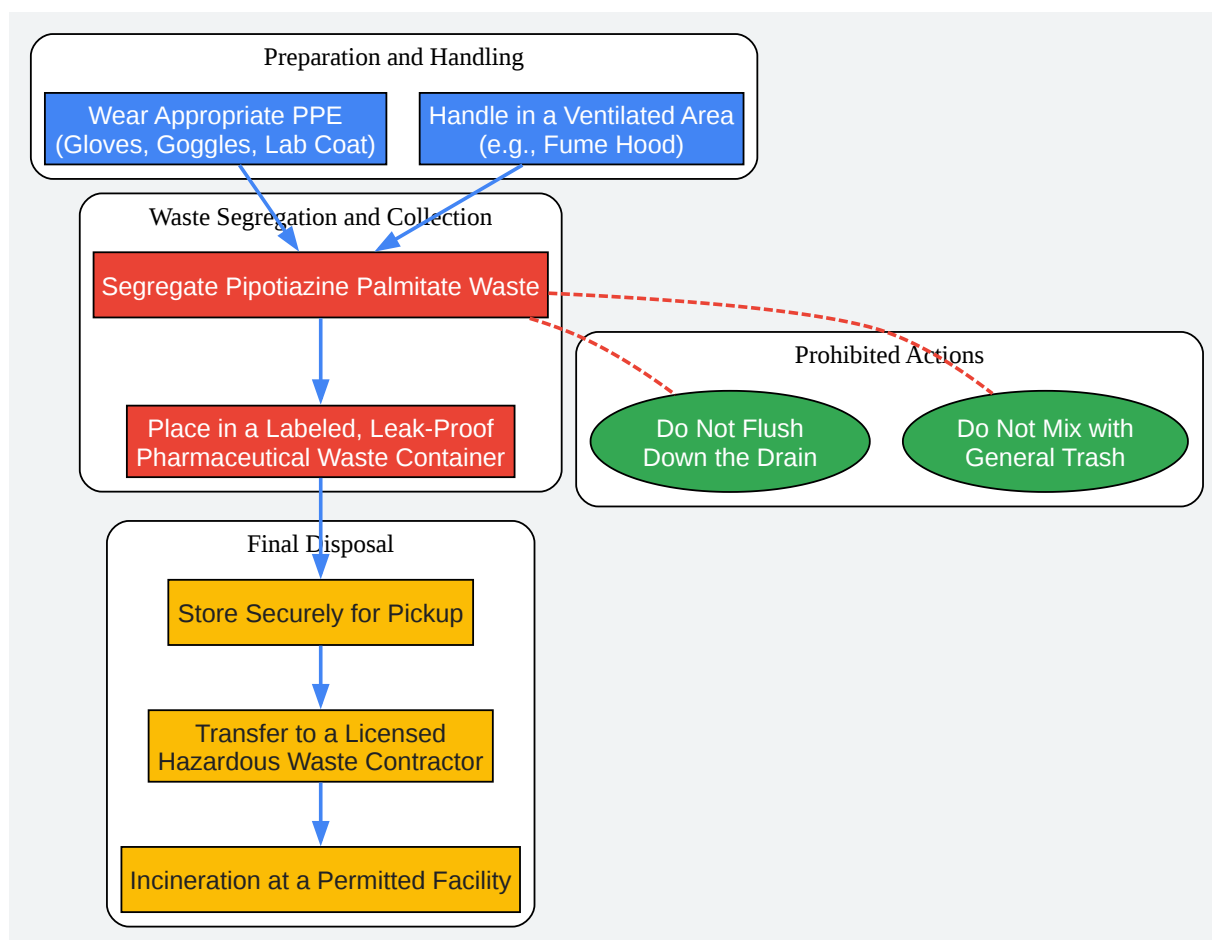 Preparation and Handling
Wear Appropriate PPE
(Gloves, Goggles, Lab Coat)
Handle in a Ventilated Area
(e.g., Fume Hood)
Waste Segregation and Collection
Segregate Pipotiazine Palmitate Waste
Place in a Labeled, Leak-Proof
Pharmaceutical Waste Container
Prohibited Actions
Do Not Flush
Down the Drain
Do Not Mix with
General Trash
Final Disposal
Store Securely for Pickup
Transfer to a Licensed
Hazardous Waste Contractor
Incineration at a Permitted Facility